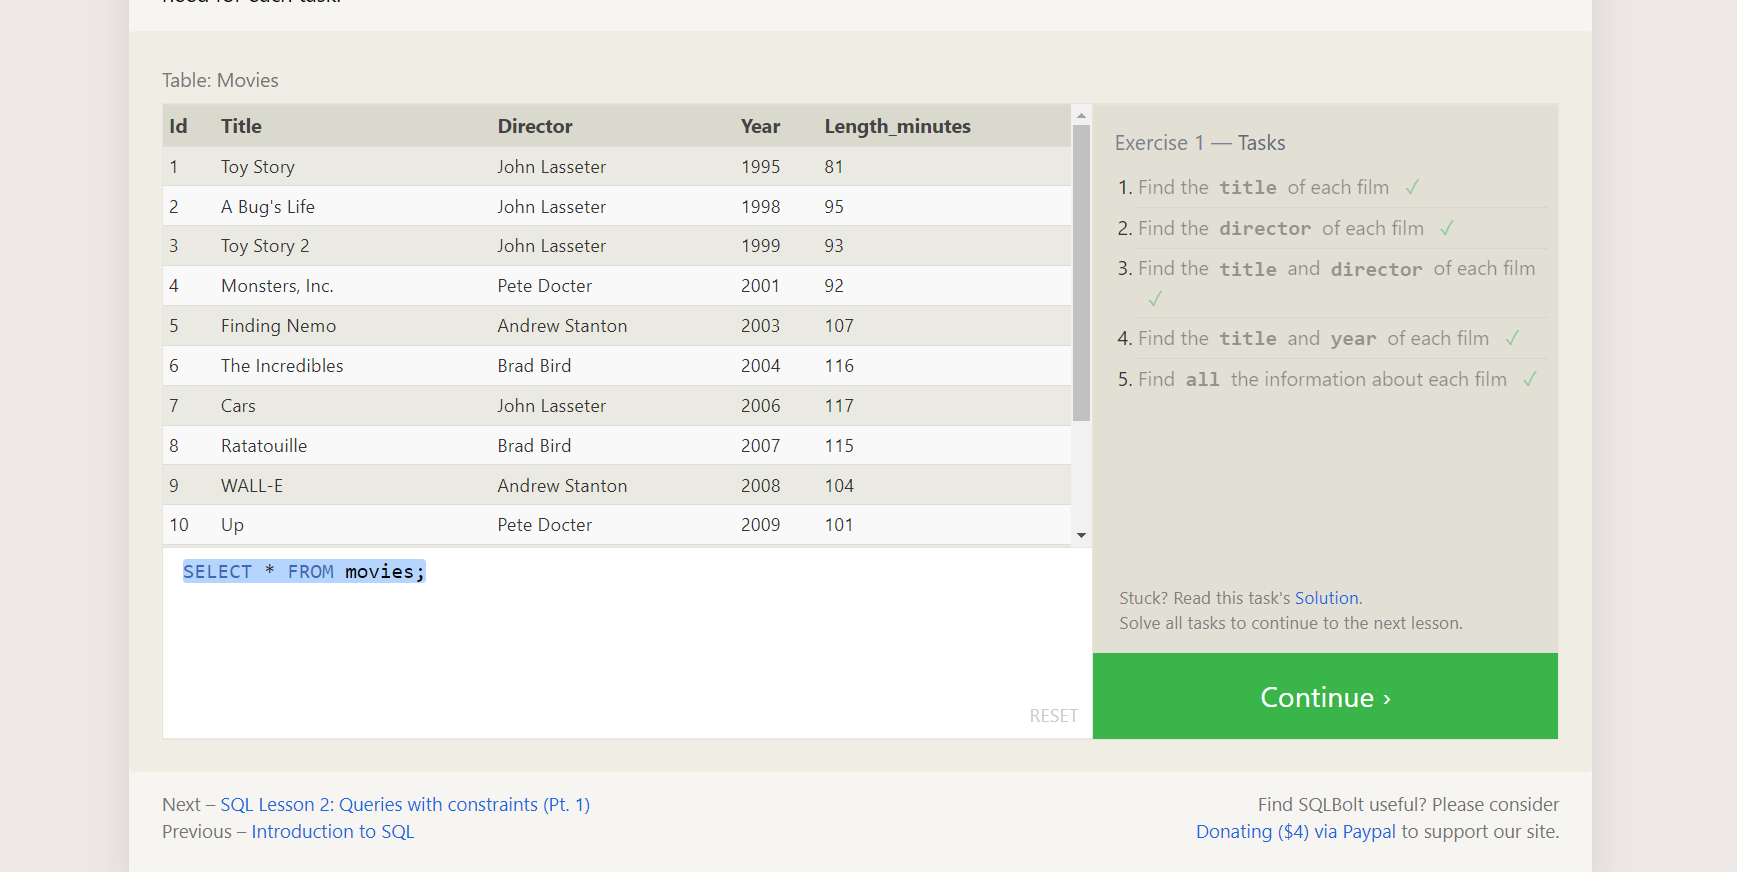 need for each task.
Table: Movies
Id Title Director Year Length_minutes
1 Toy Story John Lasseter 1995 81
2 A Bug's Life John Lasseter 1998 95
3 Toy Story 2 John Lasseter 1999 93
4 Monsters, Inc. Pete Docter 2001 92
5 Finding Nemo Andrew Stanton 2003 107
6 The Incredibles Brad Bird 2004 116
7 Cars John Lasseter 2006 117
8 Ratatouille Brad Bird 2007 115
9 WALL-E Andrew Stanton 2008 104
10 Up Pete Docter 2009 101
SELECT * FROM movies;
RESET
Exercise 1 — Tasks
1. Find the title of each film ✓
2. Find the director of each film ✓
3. Find the title and director of each film
✓
4. Find the title and year of each film ✓
5. Find all the information about each film ✓
Stuck? Read this task's Solution.
Solve all tasks to continue to the next lesson.
Continue ›
Next – SQL Lesson 2: Queries with constraints (Pt. 1)
Previous – Introduction to SQL
Find SQLBolt useful? Please consider
Donating ($4) via Paypal to support our site.